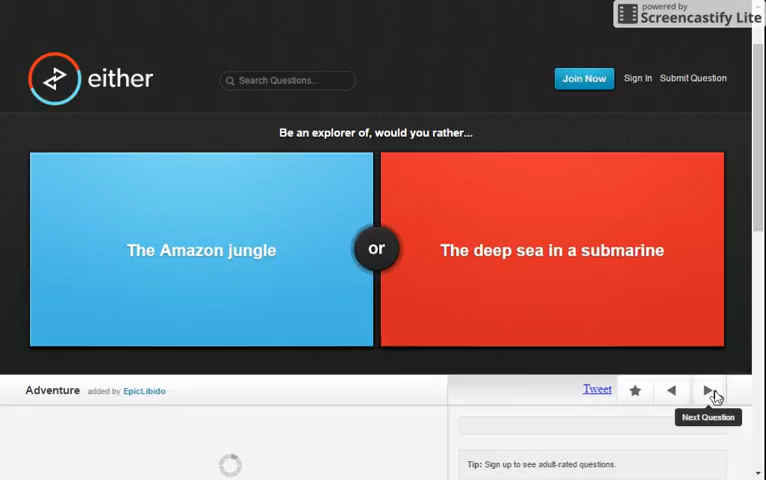 powered by
Screencastify Lite
either
Search Questions...
Join Now
Sign In
Submit Question
Be an explorer of, would you rather...
The Amazon jungle
or
The deep sea in a submarine
Adventure
added by EpicLibido
Tweet
Next Question
Tip: Sign up to see adult-rated questions.